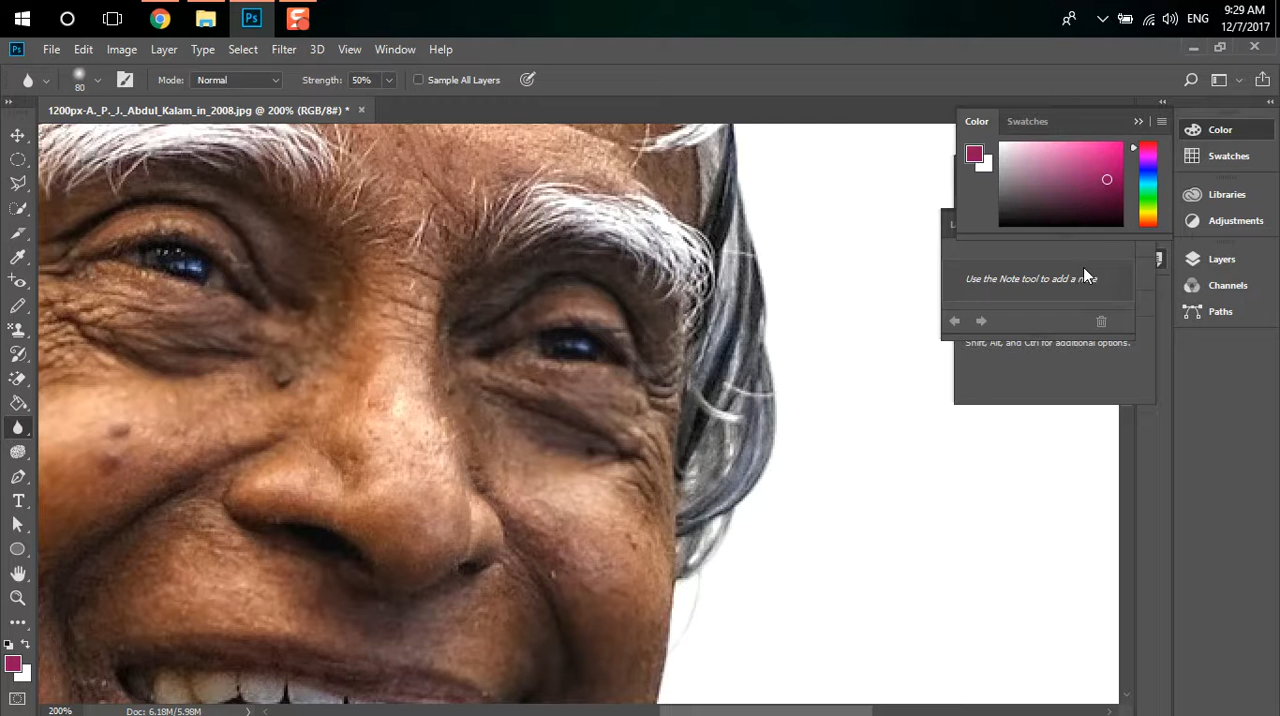 9:29 AM
ENG
12/7/2017
Ps
Ps File Edit Image Layer Type Select Filter 3D View Window Help
80 Mode: Normal Strength: 50% Sample All Layers
1200px-A._P._J._Abdul_Kalam_in_2008.jpg @ 200% (RGB/8#) * ×
Color Swatches
Color
Swatches
Libraries
Adjustments
Layers
Channels
Paths
Use the Note tool to add a
Shift, Alt, and Ctrl for additional options.
T
200% Doc: 6.18M/5.98M